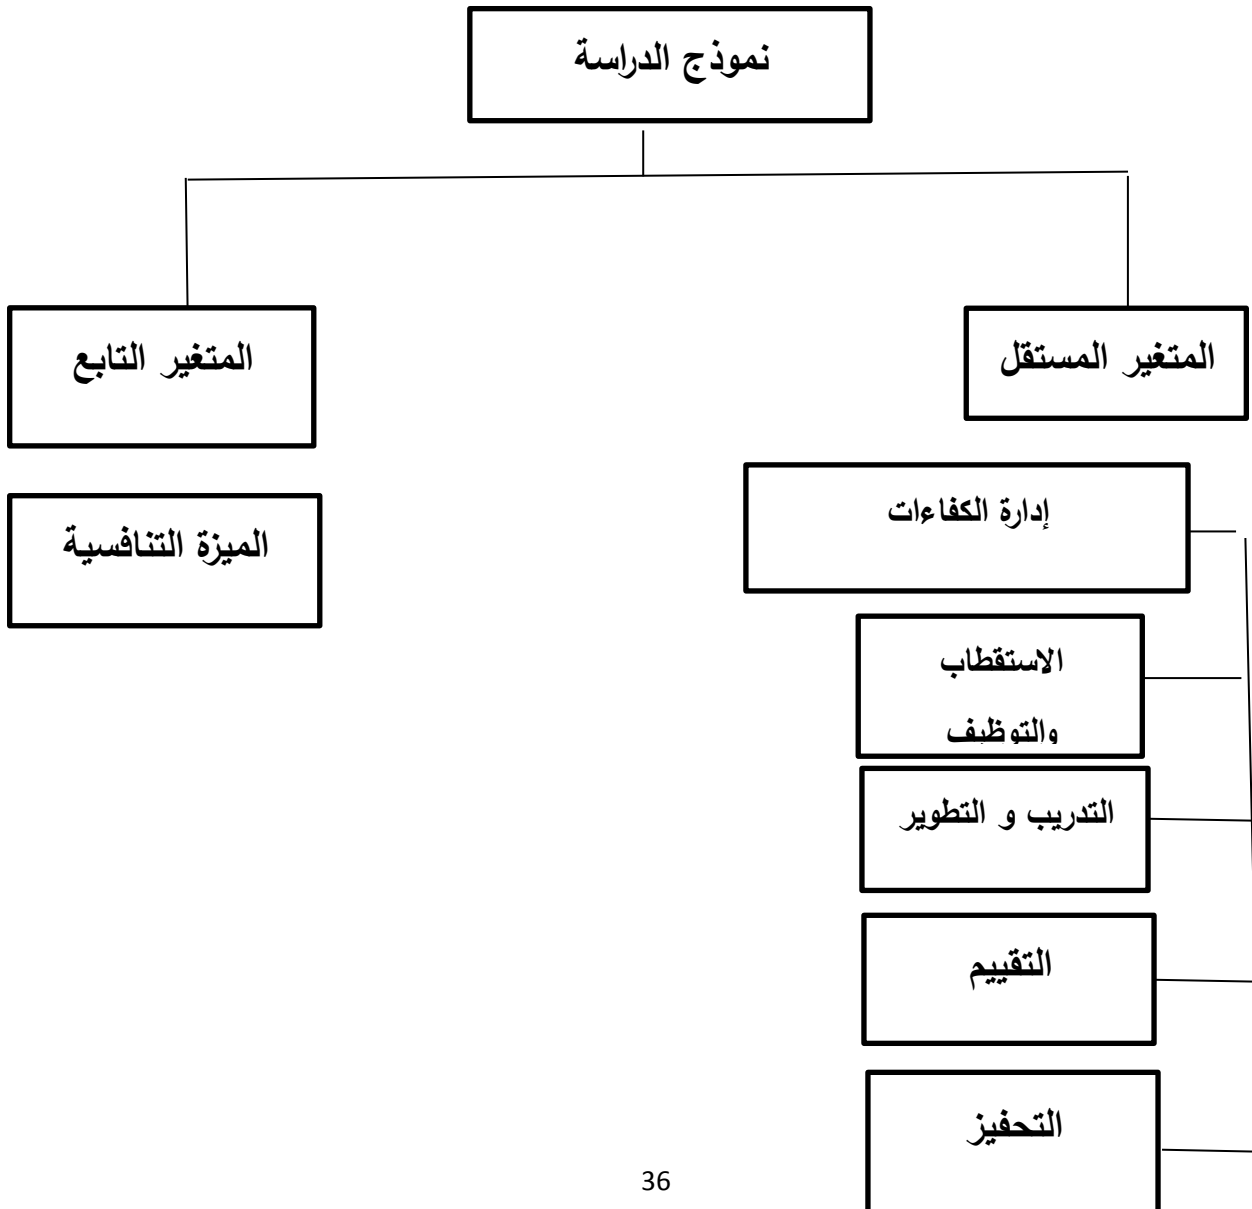 نموذج الدراسة
المتغير المستقل
المتغير التابع
إدارة الكفاءات
الميزة التنافسية
الاستقطاب
والتوظيف
التدريب و التطوير
التقييم
التحفيز
36